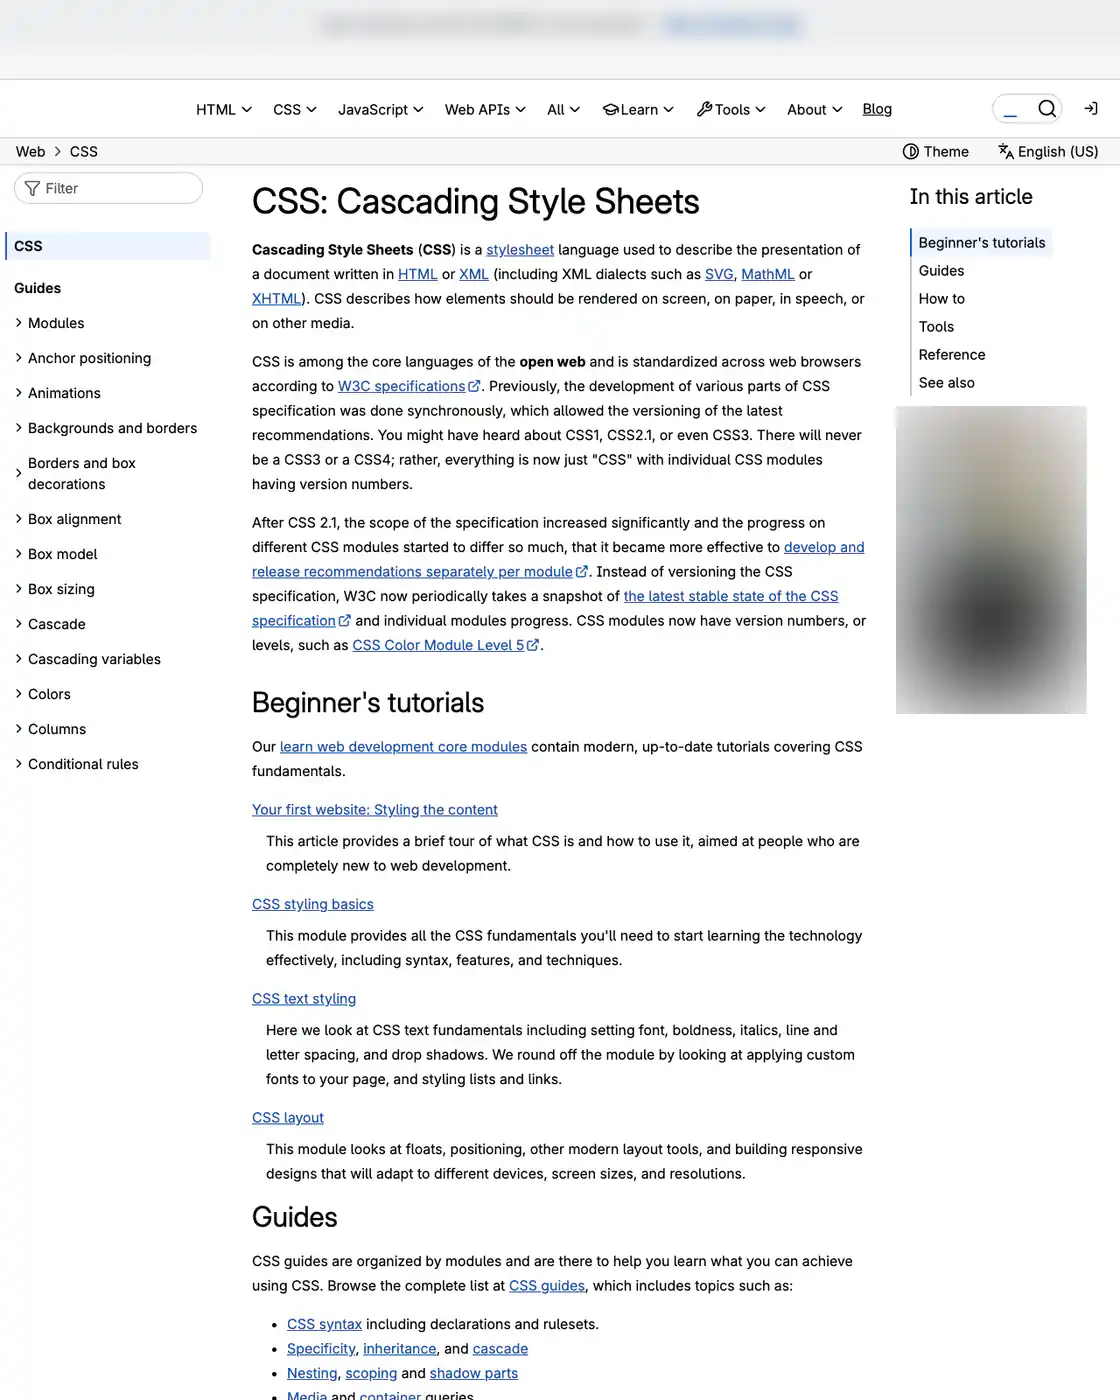 HTML CSS JavaScript Web APIs All Learn Tools About Blog
Web > CSS
Theme English (US)
Filter
CSS
Guides
Modules
Anchor positioning
Animations
Backgrounds and borders
Borders and box
decorations
Box alignment
Box model
Box sizing
Cascade
Cascading variables
Colors
Columns
Conditional rules
CSS: Cascading Style Sheets
Cascading Style Sheets (CSS) is a stylesheet language used to describe the presentation of
a document written in HTML or XML (including XML dialects such as SVG, MathML or
XHTML). CSS describes how elements should be rendered on screen, on paper, in speech, or
on other media.
CSS is among the core languages of the open web and is standardized across web browsers
according to W3C specifications. Previously, the development of various parts of CSS
specification was done synchronously, which allowed the versioning of the latest
recommendations. You might have heard about CSS1, CSS2.1, or even CSS3. There will never
be a CSS3 or a CSS4; rather, everything is now just "CSS" with individual CSS modules
having version numbers.
After CSS 2.1, the scope of the specification increased significantly and the progress on
different CSS modules started to differ so much, that it became more effective to develop and
release recommendations separately per module. Instead of versioning the CSS
specification, W3C now periodically takes a snapshot of the latest stable state of the CSS
specification and individual modules progress. CSS modules now have version numbers, or
levels, such as CSS Color Module Level 5.
Beginner's tutorials
Our learn web development core modules contain modern, up-to-date tutorials covering CSS
fundamentals.
Your first website: Styling the content
This article provides a brief tour of what CSS is and how to use it, aimed at people who are
completely new to web development.
CSS styling basics
This module provides all the CSS fundamentals you'll need to start learning the technology
effectively, including syntax, features, and techniques.
CSS text styling
Here we look at CSS text fundamentals including setting font, boldness, italics, line and
letter spacing, and drop shadows. We round off the module by looking at applying custom
fonts to your page, and styling lists and links.
CSS layout
This module looks at floats, positioning, other modern layout tools, and building responsive
designs that will adapt to different devices, screen sizes, and resolutions.
Guides
CSS guides are organized by modules and are there to help you learn what you can achieve
using CSS. Browse the complete list at CSS guides, which includes topics such as:
• CSS syntax including declarations and rulesets.
• Specificity, inheritance, and cascade
• Nesting, scoping and shadow parts
• Media and container queries
In this article
Beginner's tutorials
Guides
How to
Tools
Reference
See also